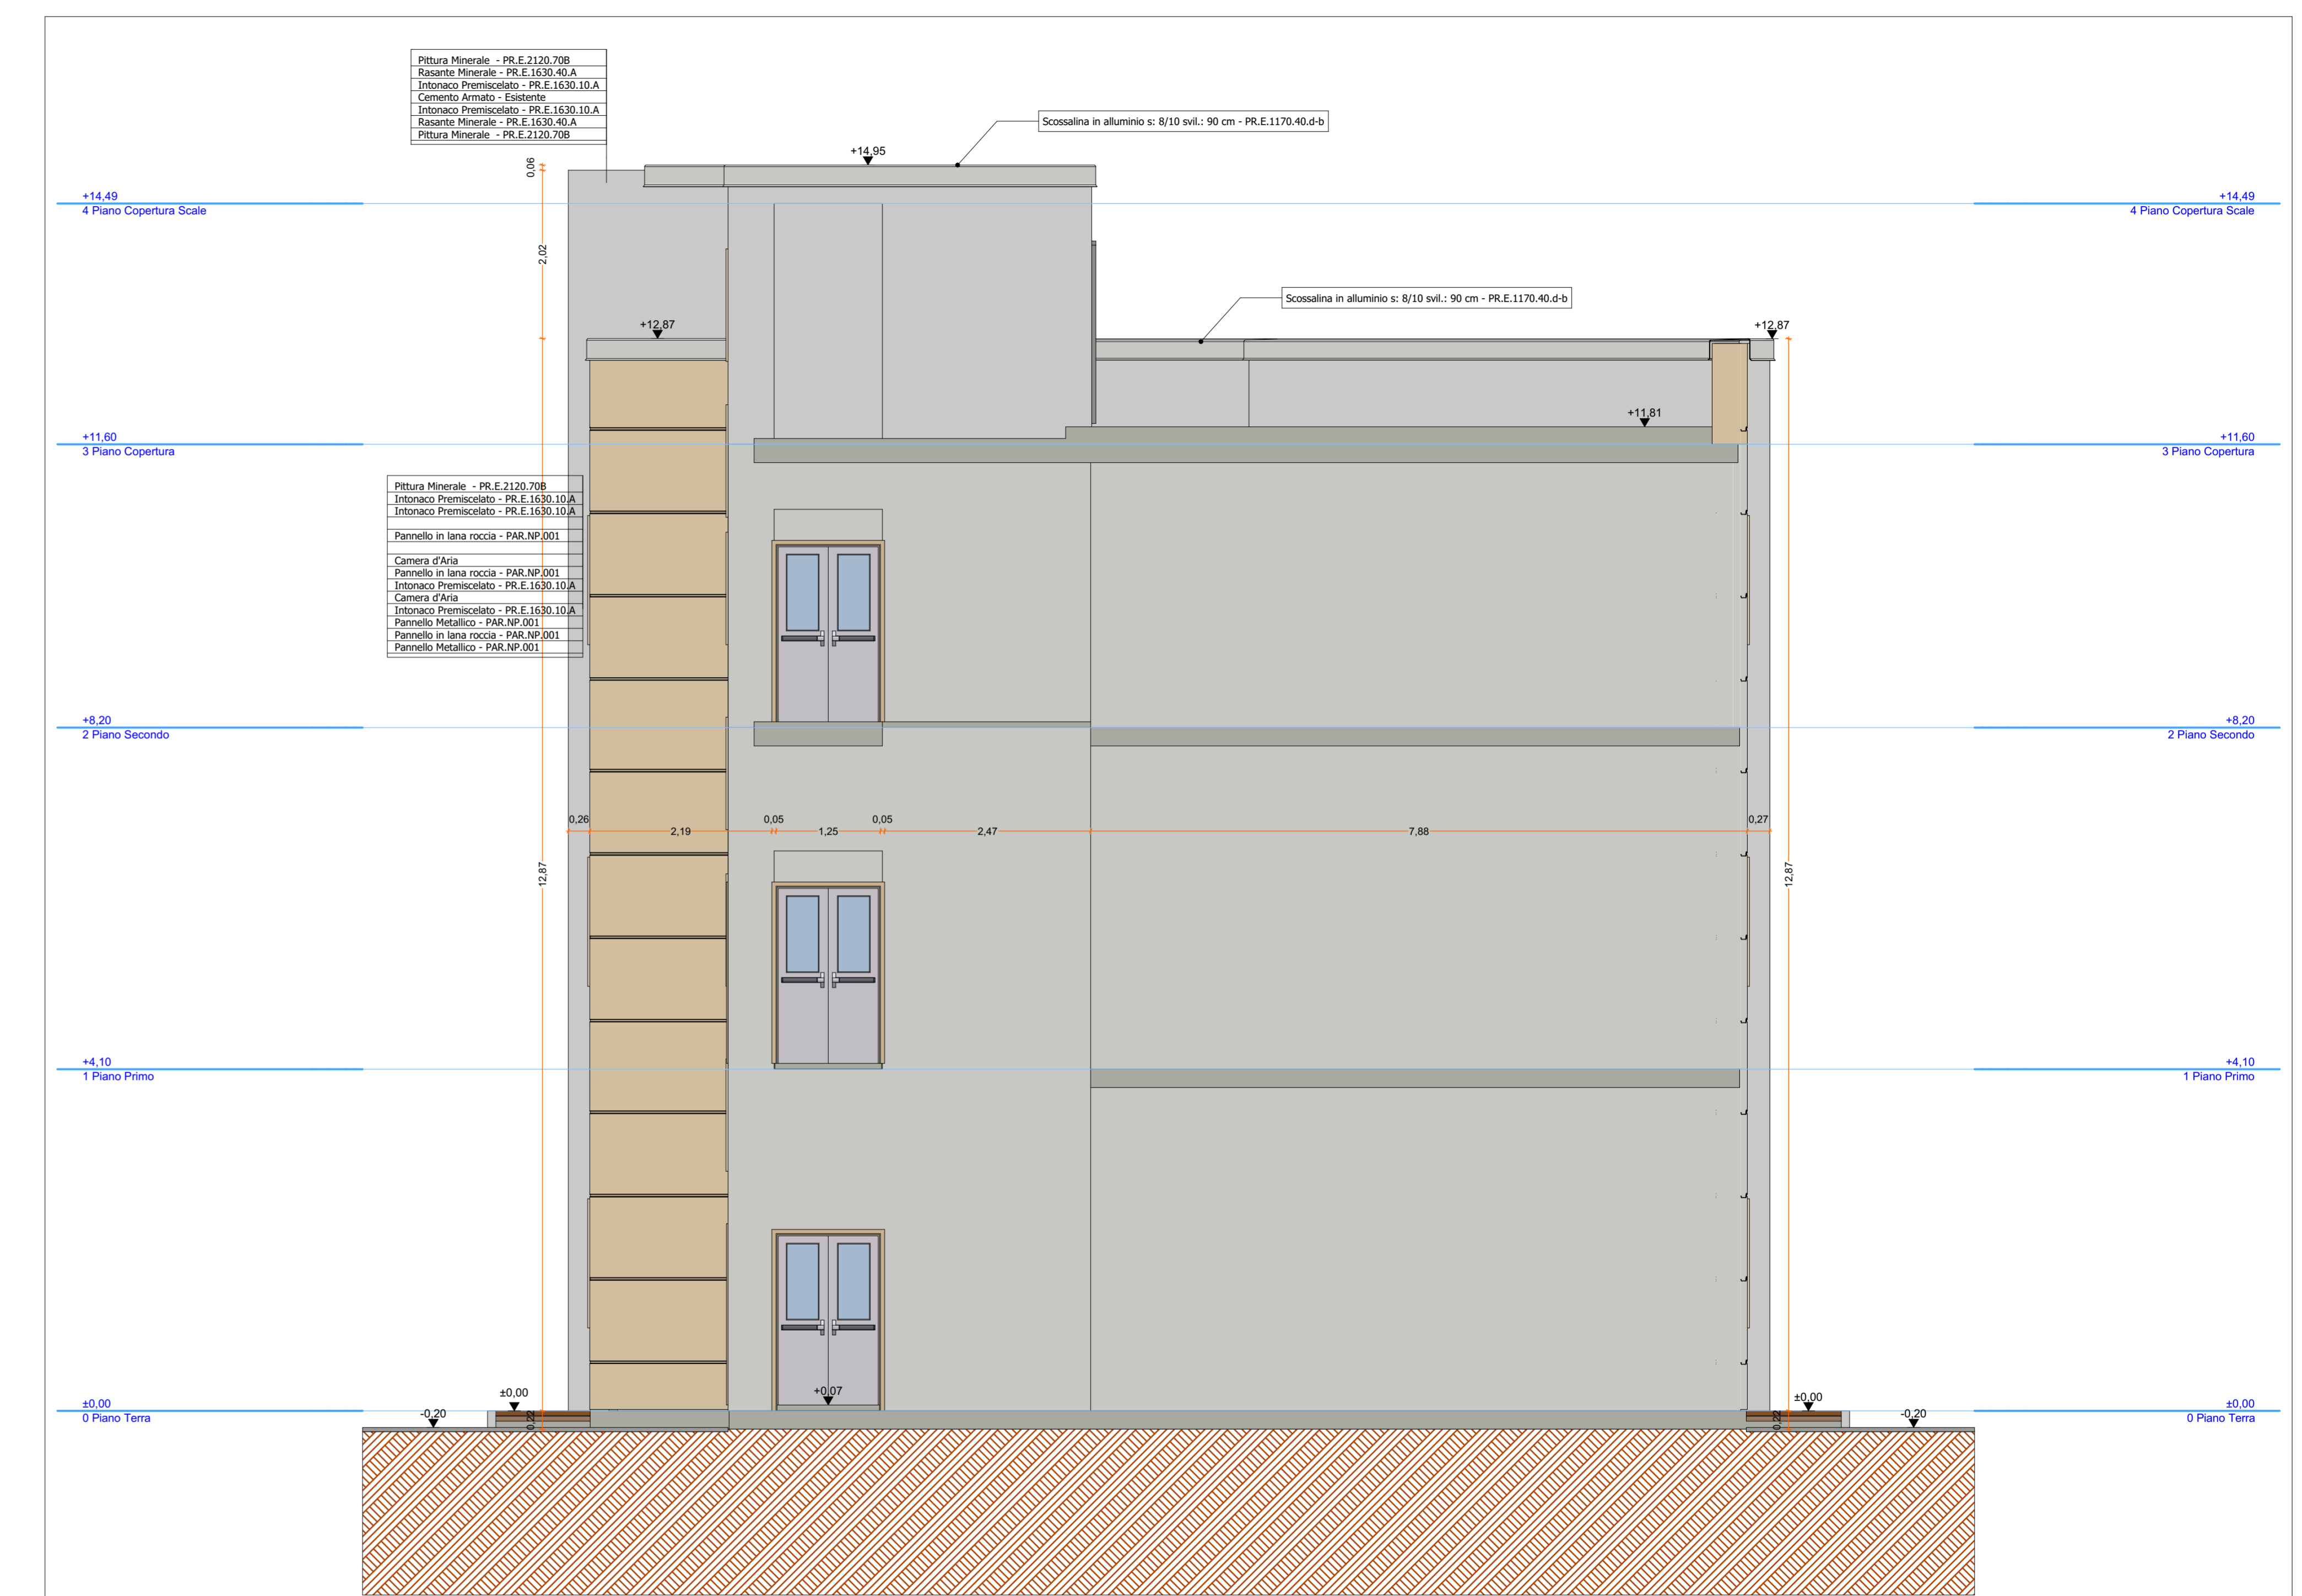 Pittura Minerale  - PR.E.2120.70B
Rasante Minerale - PR.E.1630.40.A
Intonaco Premiscelato - PR.E.1630.10.A
Cemento Armato - Esistente
Intonaco Premiscelato - PR.E.1630.10.A
Rasante Minerale - PR.E.1630.40.A
Pittura Minerale  - PR.E.2120.70B
Scossalina in alluminio s: 8/10 svil.: 90 cm - PR.E.1170.40.d-b
+14,95
0,06
+14,49
4 Piano Copertura Scale
+14,49
4 Piano Copertura Scale
2,02
Scossalina in alluminio s: 8/10 svil.: 90 cm - PR.E.1170.40.d-b
+12,87
+12,87
+11,81
+11,60
3 Piano Copertura
+11,60
3 Piano Copertura
Pittura Minerale  - PR.E.2120.70B
Intonaco Premiscelato - PR.E.1630.10.A
Intonaco Premiscelato - PR.E.1630.10.A
Pannello in lana roccia - PAR.NP.001
Camera d'Aria
Pannello in lana roccia - PAR.NP.001
Intonaco Premiscelato - PR.E.1630.10.A
Camera d'Aria
Intonaco Premiscelato - PR.E.1630.10.A
Pannello Metallico - PAR.NP.001
Pannello in lana roccia - PAR.NP.001
Pannello Metallico - PAR.NP.001
+8,20
2 Piano Secondo
+8,20
2 Piano Secondo
0,26
2,19
0,05
1,25
0,05
2,47
7,88
0,27
12,87
12,87
+4,10
1 Piano Primo
+4,10
1 Piano Primo
±0,00
0 Piano Terra
-0,20
±0,00
0,22
+0,07
0,22
±0,00
-0,20
±0,00
0 Piano Terra